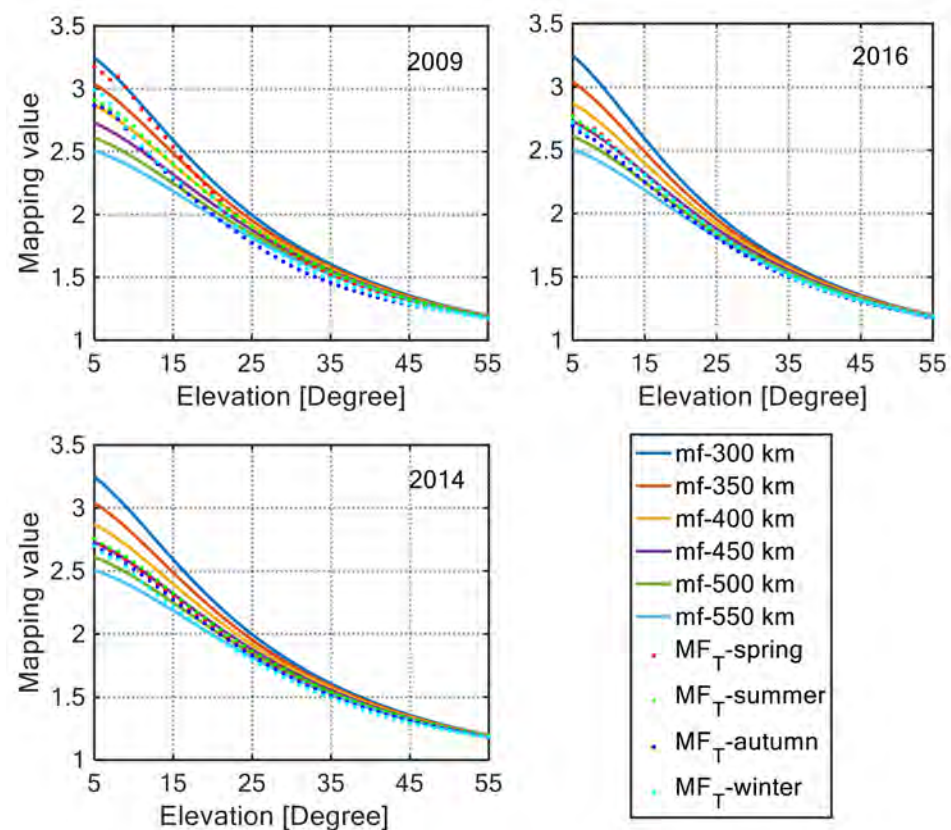 3.5
3
2.5
2
1.5
1
Mapping value
2009
5 15 25 35 45 55
Elevation [Degree]
3.5
3
2.5
2
1.5
1
2016
5 15 25 35 45 55
Elevation [Degree]
3.5
3
2.5
2
1.5
1
Mapping value
2014
5 15 25 35 45 55
Elevation [Degree]
mf-300 km
mf-350 km
mf-400 km
mf-450 km
mf-500 km
mf-550 km
MF_T-spring
MF_T-summer
MF_T-autumn
MF_T-winter